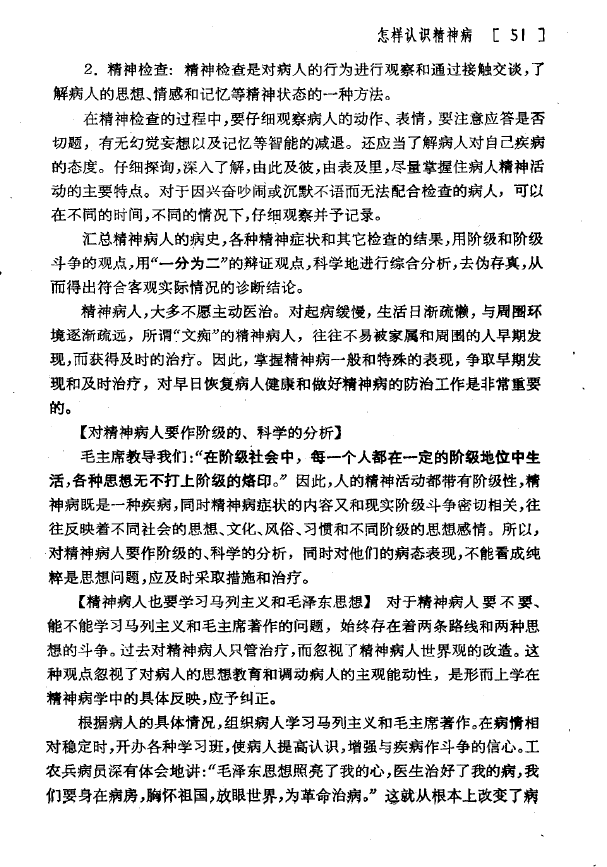 怎样认识精神病 [ 51 ]
2．精神检查：精神检查是对病人的行为进行观察和通过接触交谈，了
解病人的思想、情感和记忆等精神状态的一种方法。
在精神检查的过程中，要仔细观察病人的动作、表情，要注意应答是否
切题，有无幻觉妄想以及记忆等智能的减退。还应当了解病人对自己疾病
的态度。仔细探询，深入了解，由此及彼，由表及里，尽量掌握住病人精神活
动的主要特点。对于因兴奋吵闹或沉默不语而无法配合检查的病人，可以
在不同的时间，不同的情况下，仔细观察并予记录。
汇总精神病人的病史，各种精神症状和其它检查的结果，用阶级和阶级
斗争的观点，用“一分为二”的辩证观点，科学地进行综合分析，去伪存真，从
而得出符合客观实际情况的诊断结论。
精神病人，大多不愿主动医治。对起病缓慢，生活日渐疏懒，与周围环
境逐渐疏远，所谓“文痴”的精神病人，往往不易被家属和周围的人早期发
现，而获得及时的治疗。因此，掌握精神病一般和特殊的表现，争取早期发
现和及时治疗，对早日恢复病人健康和做好精神病的防治工作是非常重要
的。
【对精神病人要作阶级的、科学的分析】
毛主席教导我们：“在阶级社会中，每一个人都在一定的阶级地位中生
活，各种思想无不打上阶级的烙印。”因此，人的精神活动都带有阶级性，精
神病既是一种疾病，同时精神病症状的内容又和现实阶级斗争密切相关，往
往反映着不同社会的思想、文化、风俗、习惯和不同阶级的思想感情。所以，
对精神病人要作阶级的、科学的分析，同时对他们的病态表现，不能看成纯
粹是思想问题，应及时采取措施和治疗。
【精神病人也要学习马列主义和毛泽东思想】 对于精神病人要不要、
能不能学习马列主义和毛主席著作的问题，始终存在着两条路线和两种思
想的斗争。过去对精神病人只管治疗，而忽视了精神病人世界观的改造。这
种观点忽视了对病人的思想教育和调动病人的主观能动性，是形而上学在
精神病学中的具体反映，应予纠正。
根据病人的具体情况，组织病人学习马列主义和毛主席著作。在病情相
对稳定时，开办各种学习班，使病人提高认识，增强与疾病作斗争的信心。工
农兵病员深有体会地讲：“毛泽东思想照亮了我的心，医生治好了我的病，我
们要身在病房，胸怀祖国，放眼世界，为革命治病。”这就从根本上改变了病